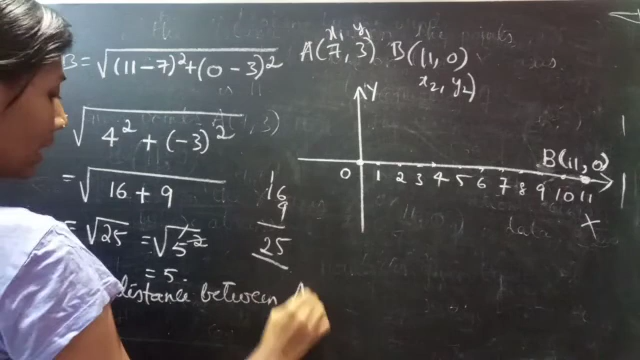 B = √(11-7)² + (0-3)²
√4² + (-3)²
= √16 + 9
= √25 = √5²
= 5.
distance between A
16
9
25
x₁, y₁
A(7, 3) B(11, 0)
x₂, y₂)
Y
B(11, 0)
0 1 2 3 4 5 6 7 8 9 10 11
X